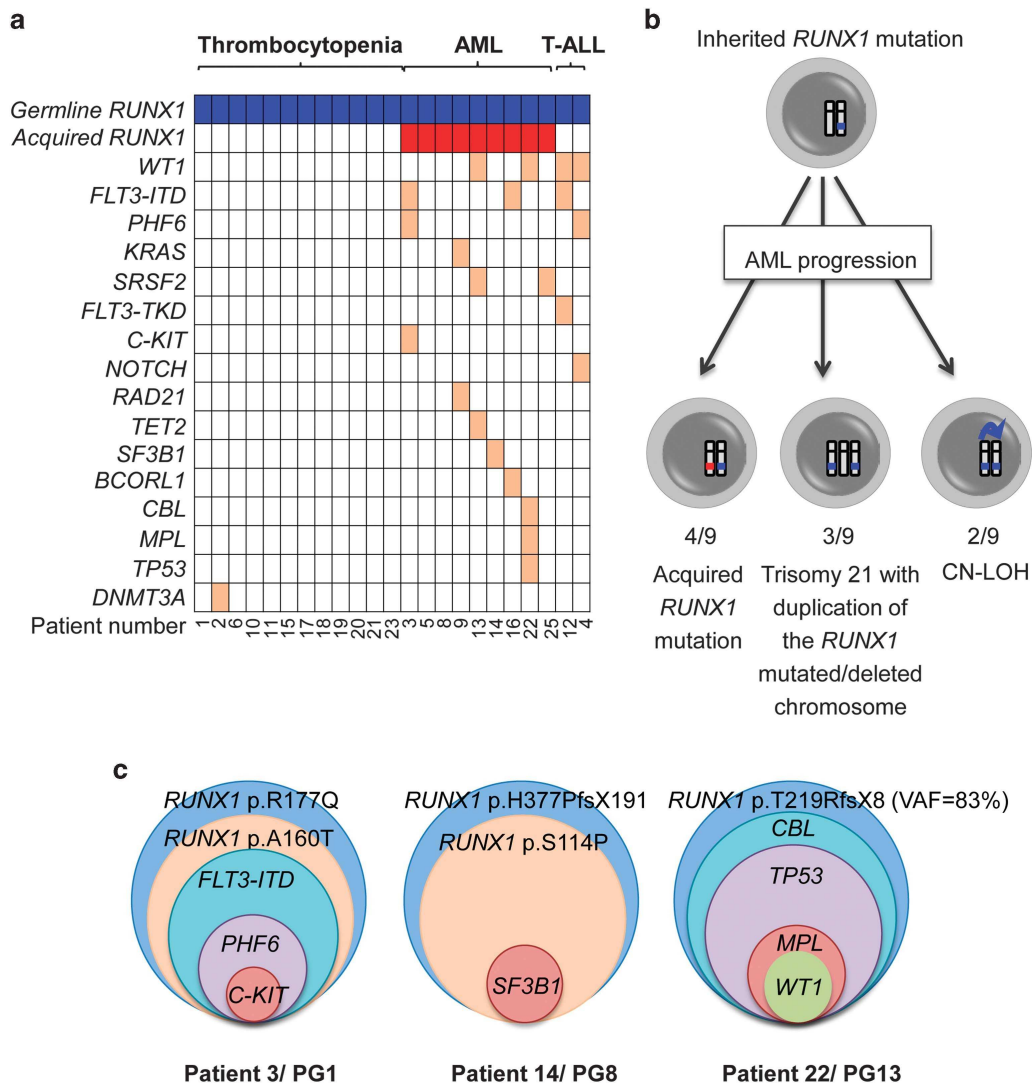 a
Thrombocytopenia AML T-ALL
Germline RUNX1
Acquired RUNX1
WT1
FLT3-ITD
PHF6
KRAS
SRSF2
FLT3-TKD
C-KIT
NOTCH
RAD21
TET2
SF3B1
BCORL1
CBL
MPL
TP53
DNMT3A
Patient number 1 2 6 10 11 15 17 18 19 20 21 23 3 5 8 9 13 14 16 22 25 12 4
b
Inherited RUNX1 mutation
AML progression
4/9 3/9 2/9
Acquired RUNX1 mutation
Trisomy 21 with
duplication of
the RUNX1
mutated/deleted
chromosome
CN-LOH
c
RUNX1 p.R177Q
RUNX1 p.A160T
FLT3-ITD
PHF6
C-KIT
Patient 3/ PG1
RUNX1 p.H377PfsX191
RUNX1 p.S114P
SF3B1
Patient 14/ PG8
RUNX1 p.T219RfsX8 (VAF=83%)
CBL
TP53
MPL
WT1
Patient 22/ PG13